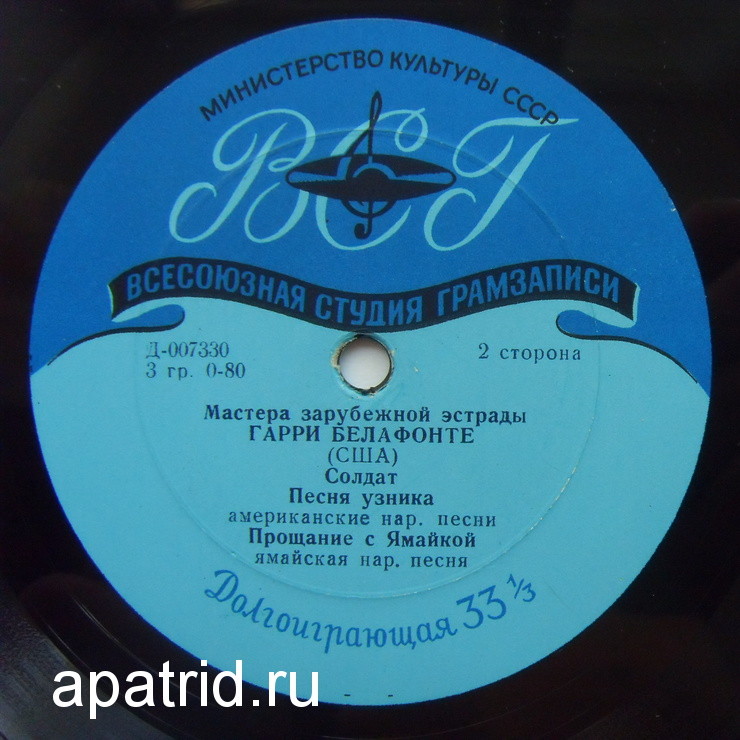 МИНИСТЕРСТВО КУЛЬТУРЫ СССР
ВСГ
ВСЕСОЮЗНАЯ СТУДИЯ ГРАМЗАПИСИ
Д-007330
3 гр. 0-80
2 сторона
Мастера зарубежной эстрады
ГАРРИ БЕЛАФОНТЕ
(США)
Солдат
Песня узника
американские нар. песни
Прощание с Ямайкой
ямайская нар. песня
Долгоиграющая 33 1/3
apatrid.ru